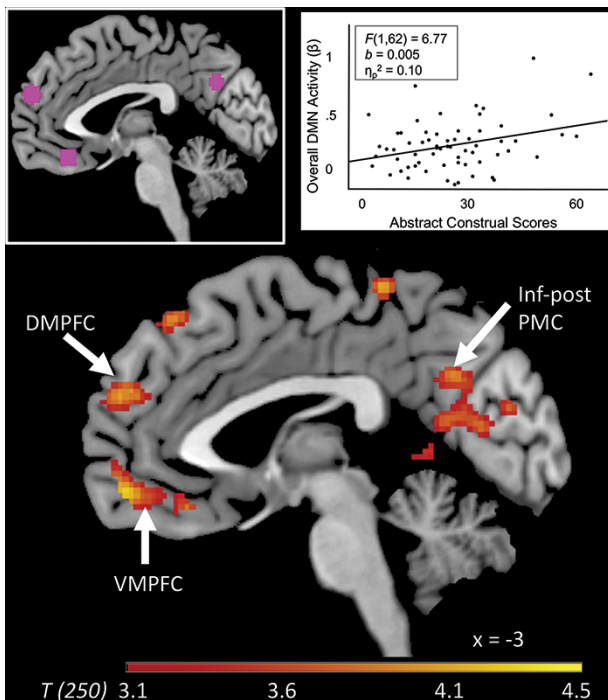 F(1,62) = 6.77
b = 0.005
ηp² = 0.10
Overall DMN Activity (β)
1
.5
0
0 30 60
Abstract Construal Scores
DMPFC
Inf-post
PMC
VMPFC
x = -3
T (250) 3.1 3.6 4.1 4.5